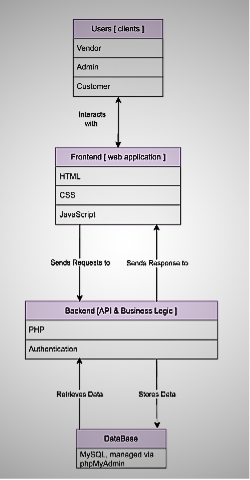 Users [ clients ]
Vendor
Admin
Customer
Interacts
with
Frontend [ web application ]
HTML
CSS
JavaScript
Sends Requests to
Sends Response to
Backend [API & Business Logic ]
PHP
Authentication
Retrieves Data
Stores Data
DataBase
MySQL, managed via
phpMyAdmin